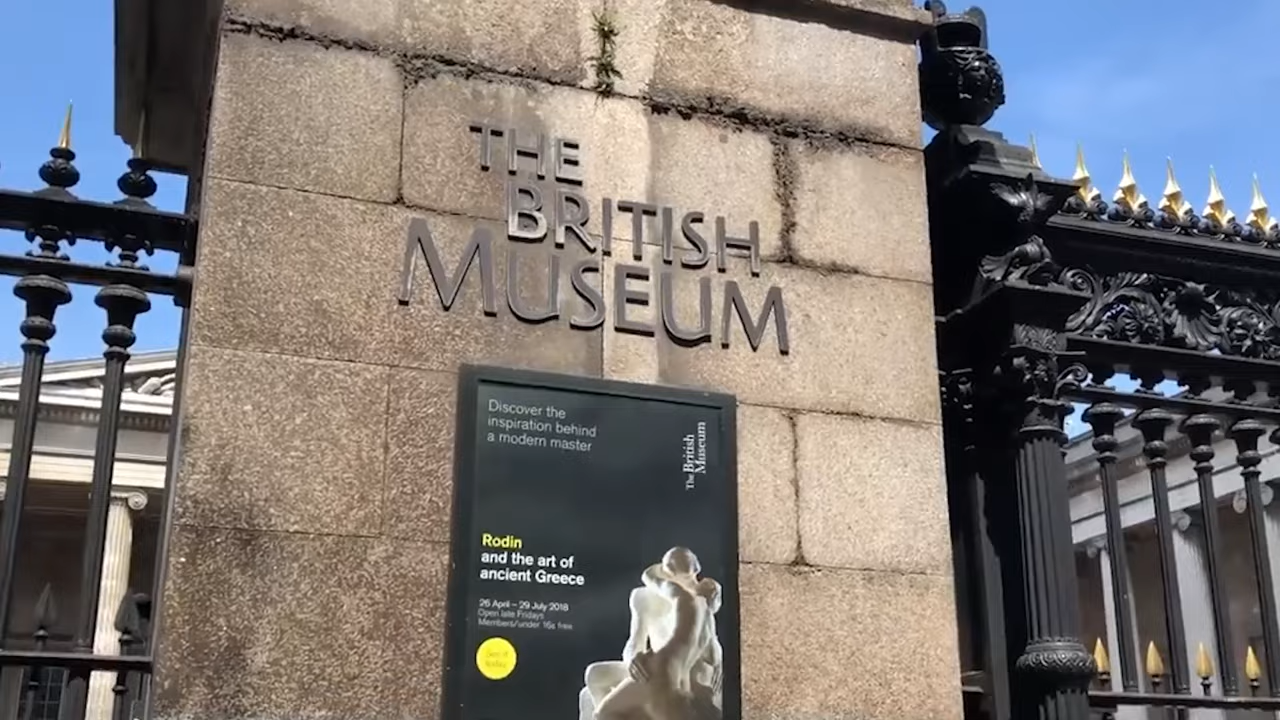 THE
BRITISH
MUSEUM
Discover the
inspiration behind
a modern master
The British
Museum
Rodin
and the art of
ancient Greece
26 April – 29 July 2018
Open late Fridays
Members/under 16s free